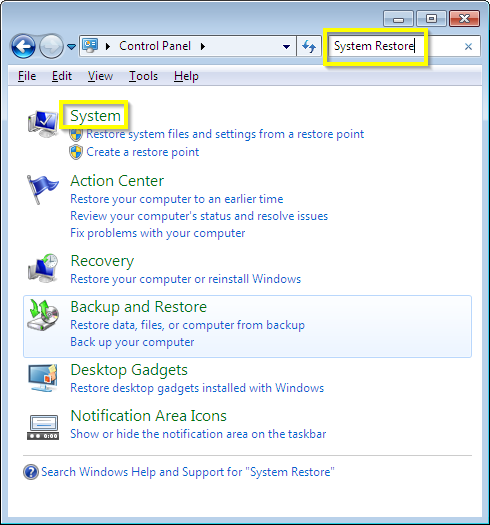 Control Panel
System Restore
File Edit View Tools Help
System
Restore system files and settings from a restore point
Create a restore point
Action Center
Restore your computer to an earlier time
Review your computer's status and resolve issues
Fix problems with your computer
Recovery
Restore your computer or reinstall Windows
Backup and Restore
Restore data, files, or computer from backup
Back up your computer
Desktop Gadgets
Restore desktop gadgets installed with Windows
Notification Area Icons
Show or hide the notification area on the taskbar
Search Windows Help and Support for "System Restore"